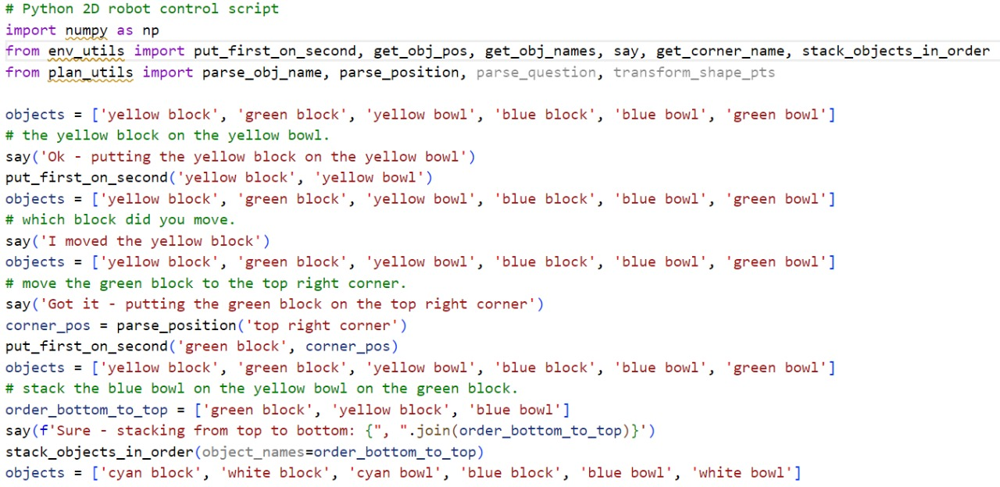 # Python 2D robot control script
import numpy as np
from env_utils import put_first_on_second, get_obj_pos, get_obj_names, say, get_corner_name, stack_objects_in_order
from plan_utils import parse_obj_name, parse_position, parse_question, transform_shape_pts

objects = ['yellow block', 'green block', 'yellow bowl', 'blue block', 'blue bowl', 'green bowl']
# the yellow block on the yellow bowl.
say('Ok - putting the yellow block on the yellow bowl')
put_first_on_second('yellow block', 'yellow bowl')
objects = ['yellow block', 'green block', 'yellow bowl', 'blue block', 'blue bowl', 'green bowl']
# which block did you move.
say('I moved the yellow block')
objects = ['yellow block', 'green block', 'yellow bowl', 'blue block', 'blue bowl', 'green bowl']
# move the green block to the top right corner.
say('Got it - putting the green block on the top right corner')
corner_pos = parse_position('top right corner')
put_first_on_second('green block', corner_pos)
objects = ['yellow block', 'green block', 'yellow bowl', 'blue block', 'blue bowl', 'green bowl']
# stack the blue bowl on the yellow bowl on the green block.
order_bottom_to_top = ['green block', 'yellow block', 'blue bowl']
say(f'Sure - stacking from top to bottom: {", ".join(order_bottom_to_top)}')
stack_objects_in_order(object_names=order_bottom_to_top)
objects = ['cyan block', 'white block', 'cyan bowl', 'blue block', 'blue bowl', 'white bowl']